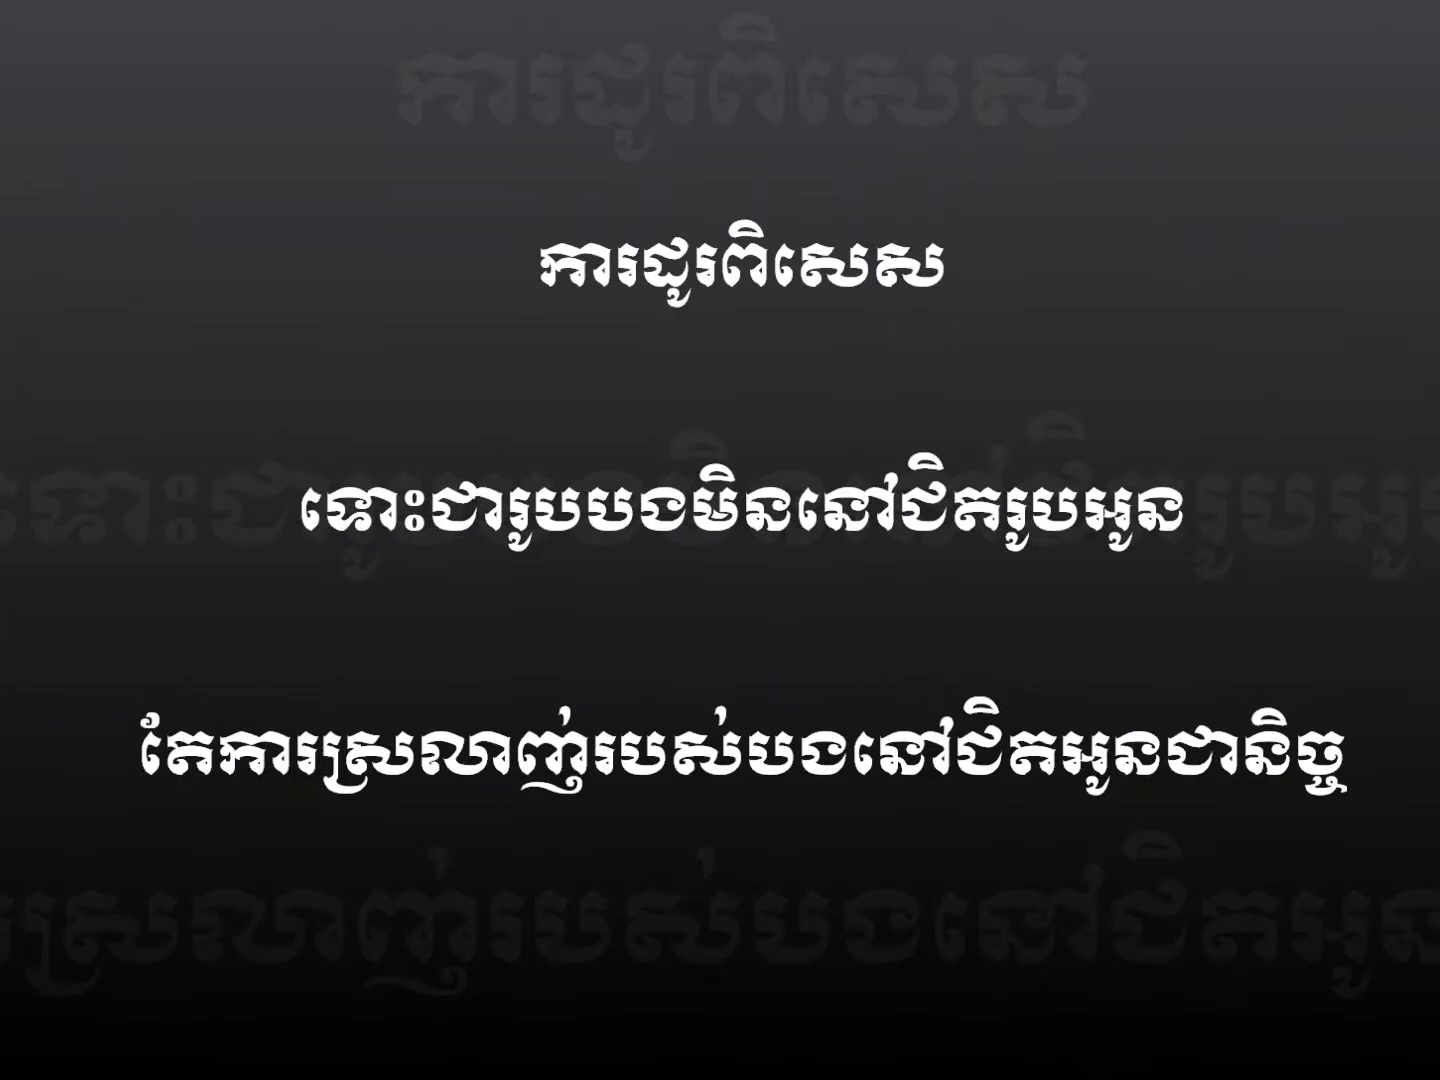 ការដូរពិសេស
ទោះជារូបបងមិននៅជិតរូបអូន
តែការស្រលាញ់របស់បងនៅជិតអូនជានិច្ច